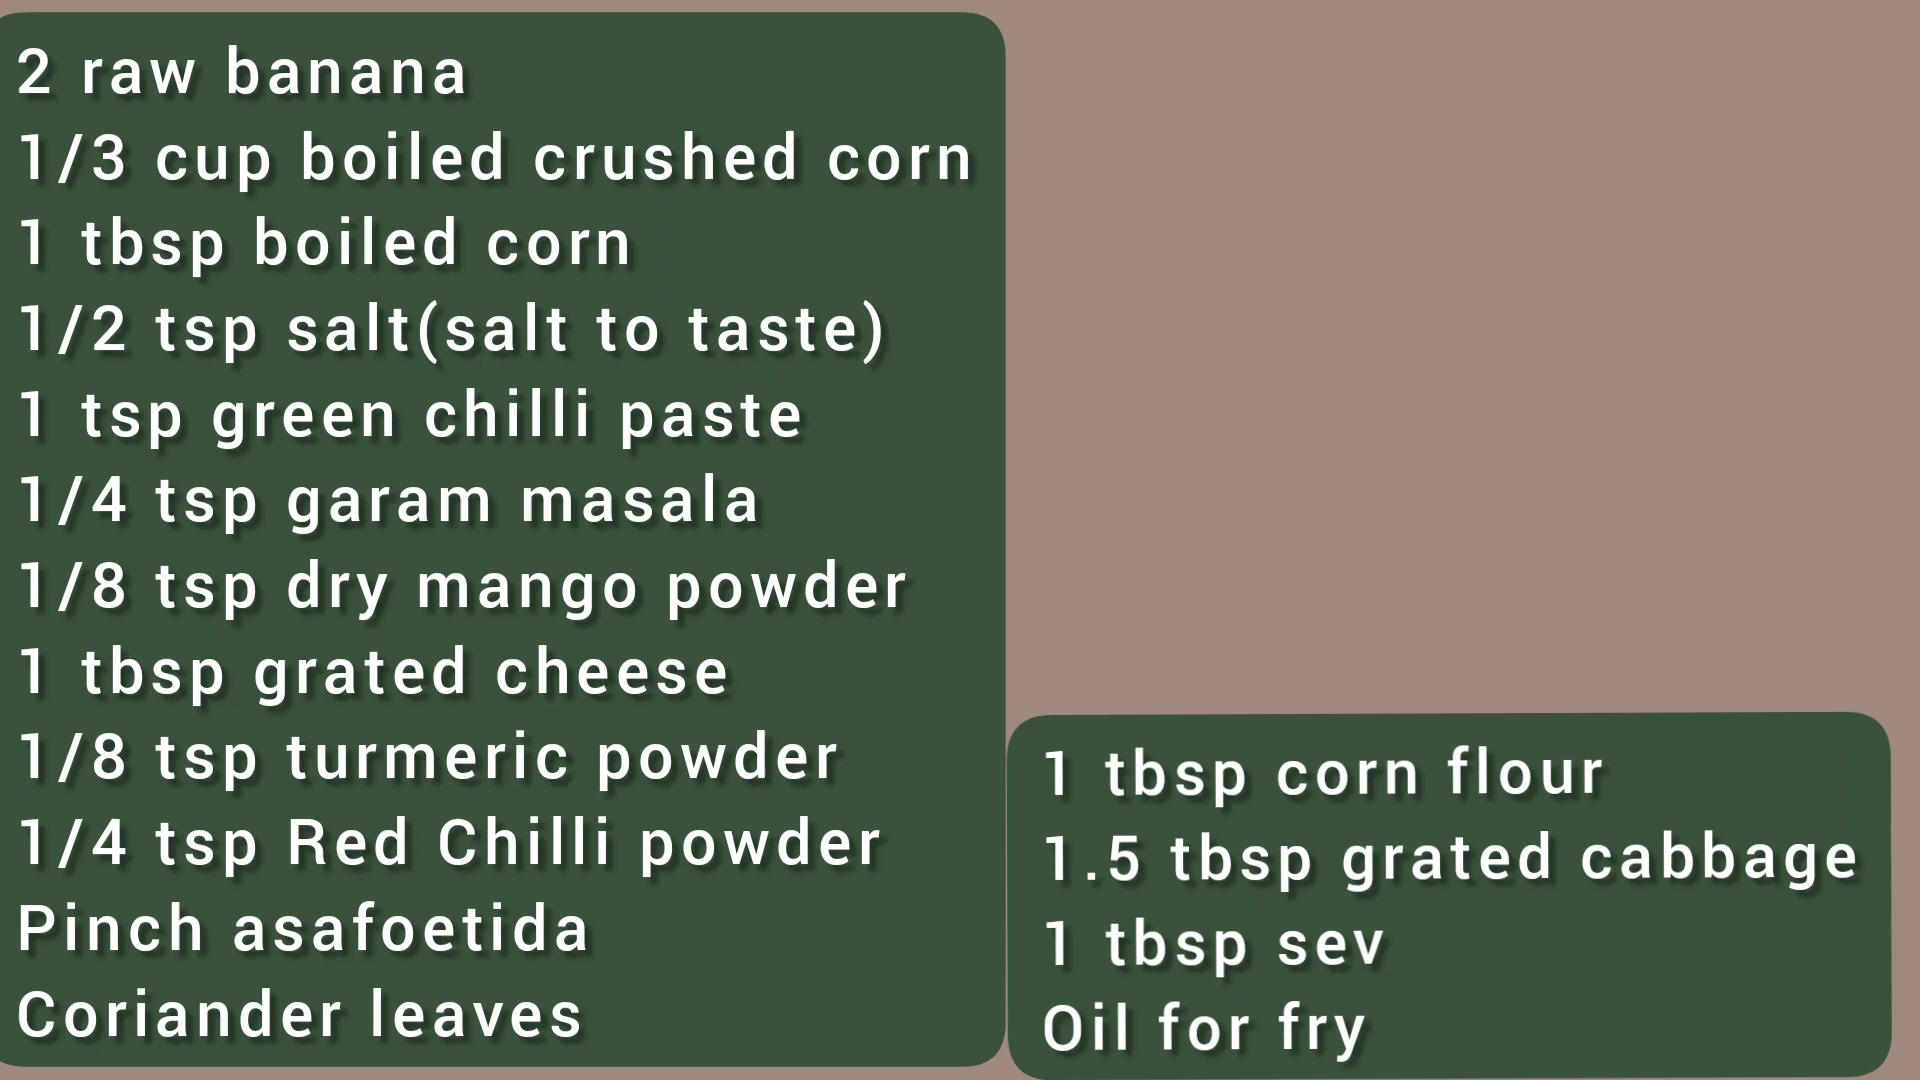 2 raw banana
1/3 cup boiled crushed corn
1 tbsp boiled corn
1/2 tsp salt(salt to taste)
1 tsp green chilli paste
1/4 tsp garam masala
1/8 tsp dry mango powder
1 tbsp grated cheese
1/8 tsp turmeric powder
1/4 tsp Red Chilli powder
Pinch asafoetida
Coriander leaves
1 tbsp corn flour
1.5 tbsp grated cabbage
1 tbsp sev
Oil for fry